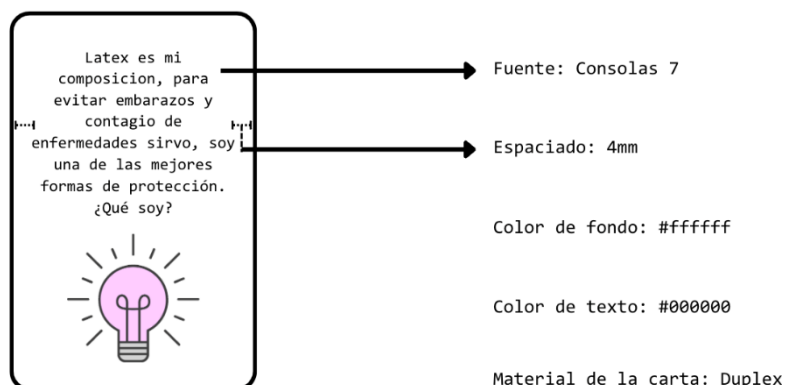 Latex es mi
composicion, para
evitar embarazos y
contagio de
enfermedades sirvo, soy
una de las mejores
formas de protección.
¿Qué soy?
Fuente: Consolas 7
Espaciado: 4mm
Color de fondo: #ffffff
Color de texto: #000000
Material de la carta: Duplex